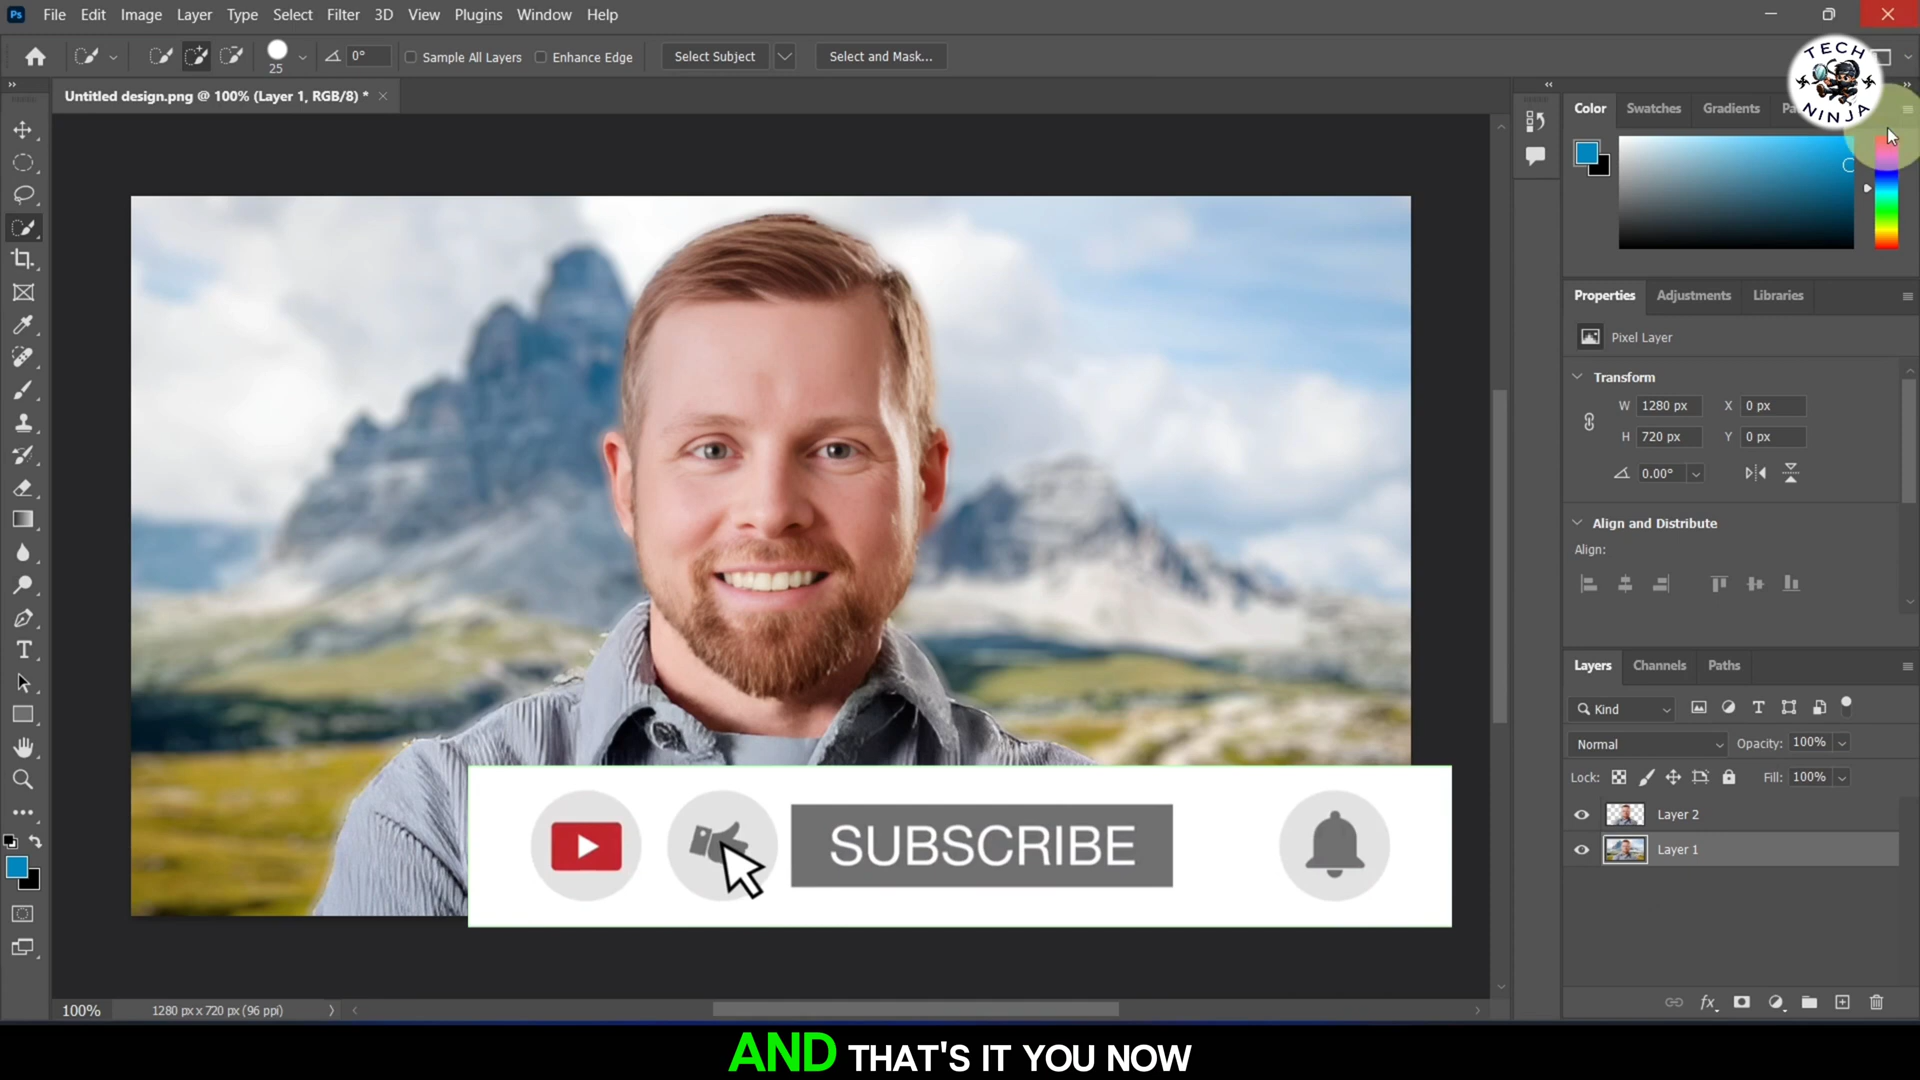 Ps File Edit Image Layer Type Select Filter 3D View Plugins Window Help
25 0° Sample All Layers Enhance Edge Select Subject Select and Mask...
TECH
NINJA
Untitled design.png @ 100% (Layer 1, RGB/8) *
Color Swatches Gradients
Properties Adjustments Libraries
Pixel Layer
Transform
W 1280 px X 0 px
H 720 px Y 0 px
0.00°
Align and Distribute
Align:
Layers Channels Paths
Kind
Normal Opacity: 100%
Lock: Fill: 100%
Layer 2
Layer 1
SUBSCRIBE
100% 1280 px x 720 px (96 ppi)
AND THAT'S IT YOU NOW